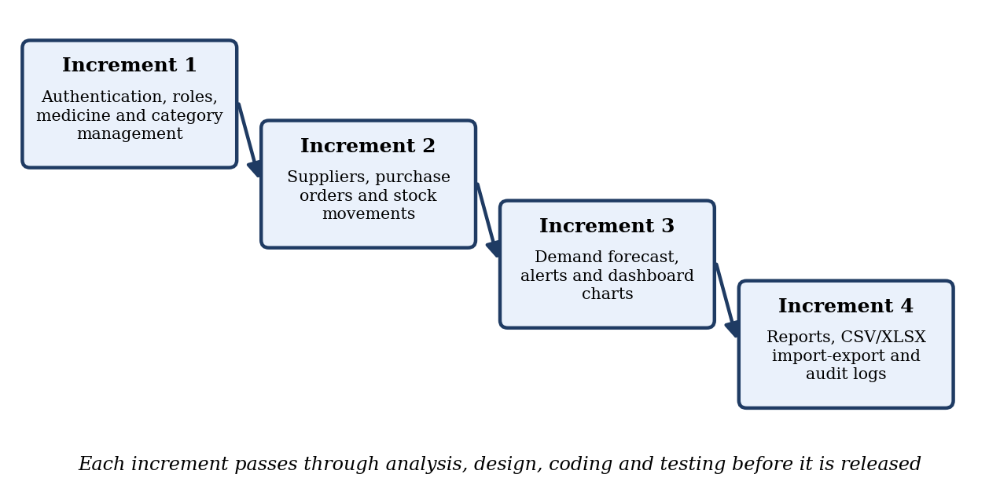 Increment 1
Authentication, roles,
medicine and category
management
Increment 2
Suppliers, purchase
orders and stock
movements
Increment 3
Demand forecast,
alerts and dashboard
charts
Increment 4
Reports, CSV/XLSX
import-export and
audit logs
Each increment passes through analysis, design, coding and testing before it is released